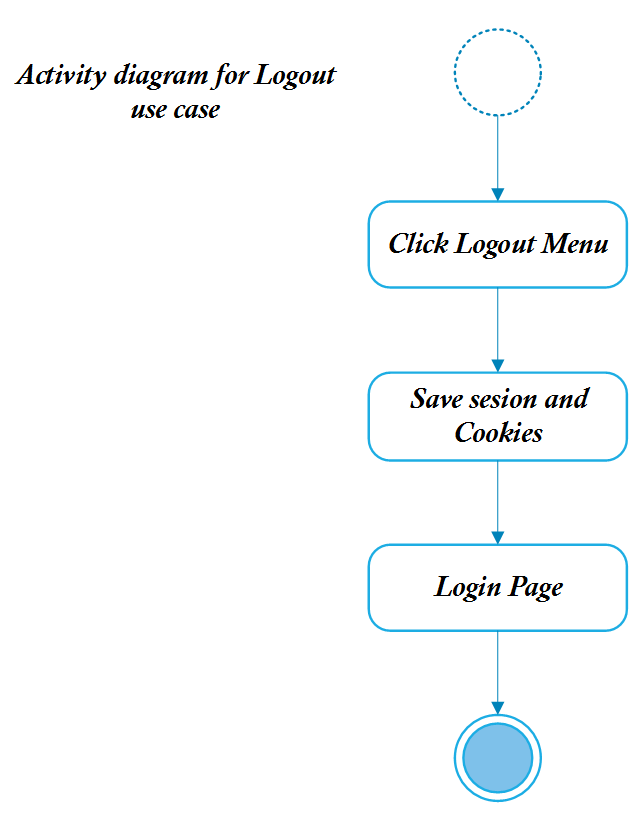 Activity diagram for Logout
use case
Click Logout Menu
Save sesion and
Cookies
Login Page